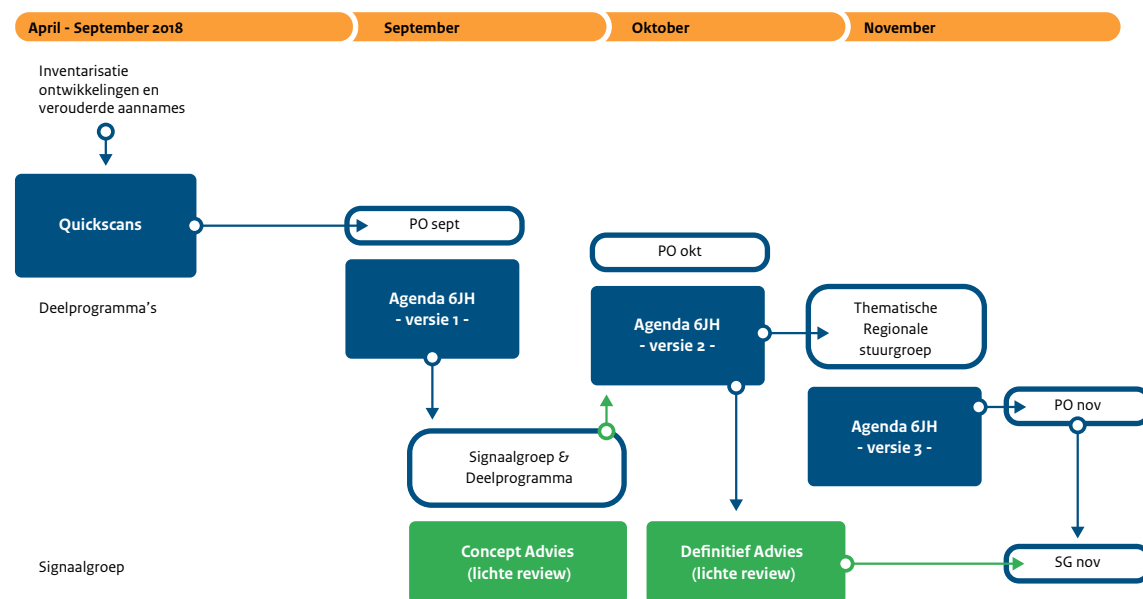 April - September 2018
September
Oktober
November
Inventarisatie
ontwikkelingen en
verouderde aannames
Quickscans
PO sept
PO okt
Deelprogramma's
Agenda 6JH
- versie 1 -
Agenda 6JH
- versie 2 -
Thematische
Regionale
stuurgroep
Agenda 6JH
- versie 3 -
PO nov
Signaalgroep &
Deelprogramma
Signaalgroep
Concept Advies
(lichte review)
Definitief Advies
(lichte review)
SG nov